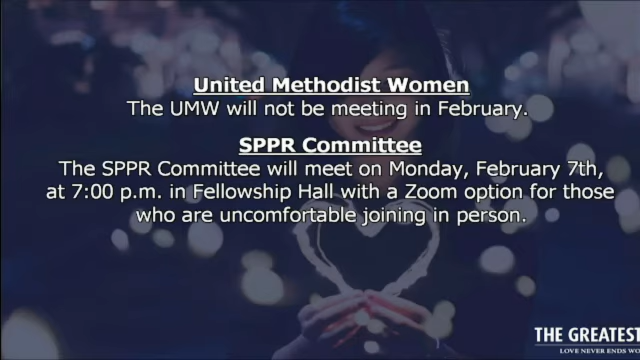 United Methodist Women
The UMW will not be meeting in February.
SPPR Committee
The SPPR Committee will meet on Monday, February 7th,
at 7:00 p.m. in Fellowship Hall with a Zoom option for those
who are uncomfortable joining in person.
THE GREATEST
LOVE NEVER ENDS